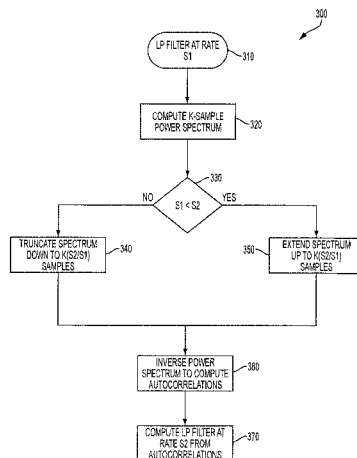 300
LP FILTER AT RATE
S1
310
COMPUTE K-SAMPLE
POWER SPECTRUM
320
330
NO
S1 < S2
YES
TRUNCATE SPECTRUM
DOWN TO K(S2/S1)
SAMPLES
340
EXTEND SPECTRUM
UP TO K(S2/S1)
SAMPLES
350
INVERSE POWER
SPECTRUM TO COMPUTE
AUTOCORRELATIONS
360
COMPUTE LP FILTER AT
RATE S2 FROM
AUTOCORRELATIONS
370